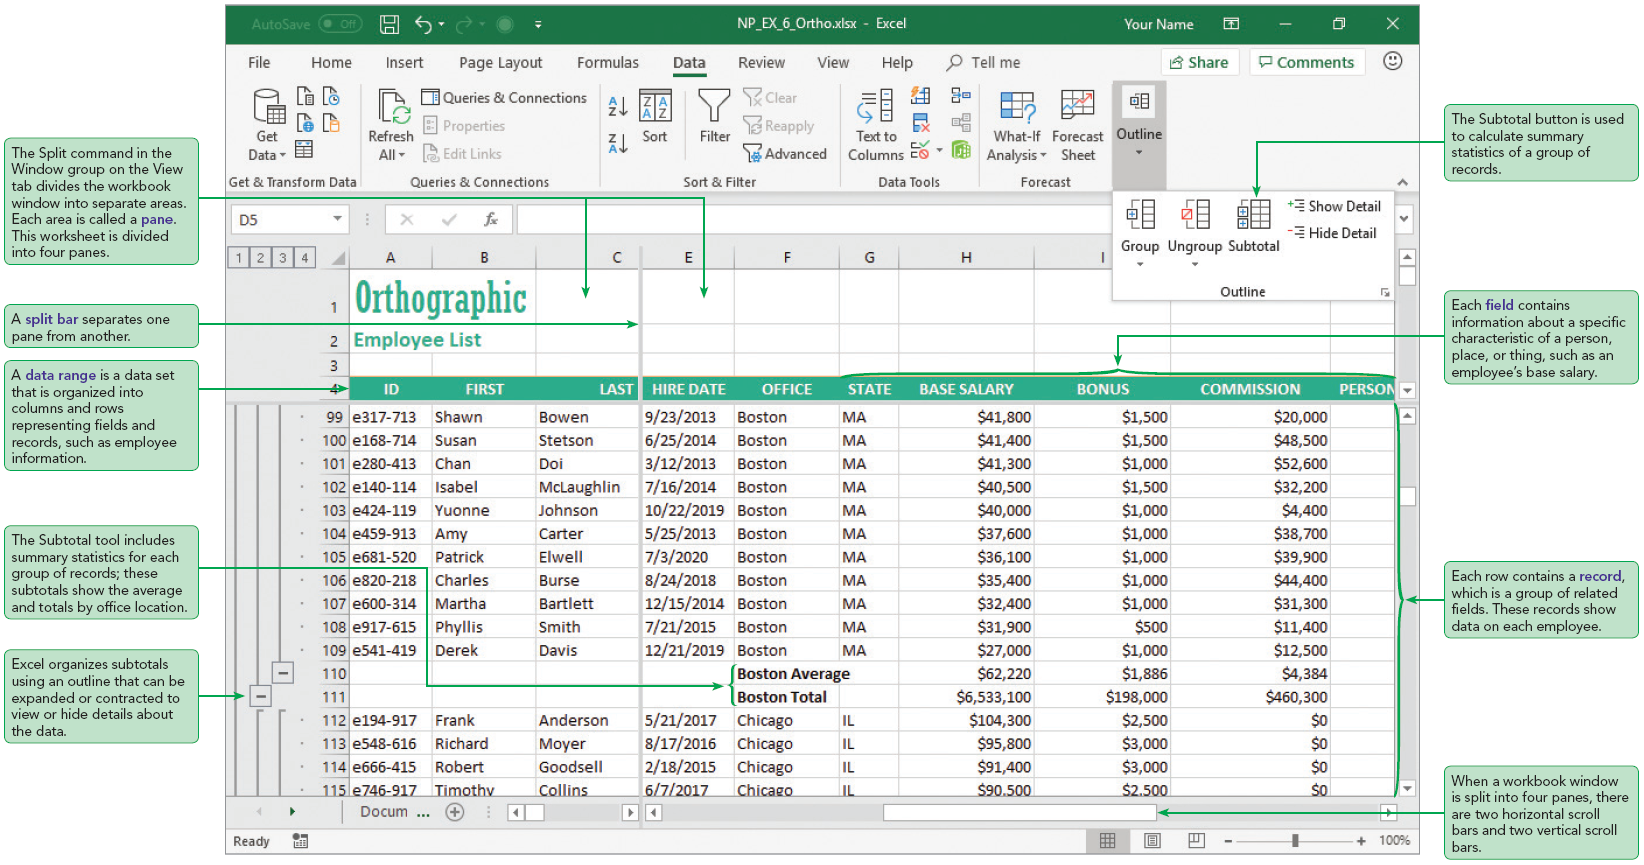 AutoSave Off NP_EX_6_Ortho.xlsx - Excel Your Name
File Home Insert Page Layout Formulas Data Review View Help Tell me Share Comments
Get Data
Get & Transform Data
Refresh All
Queries & Connections
Properties
Edit Links
Queries & Connections
Sort
Filter
Clear
Reapply
Advanced
Sort & Filter
Text to Columns
Data Tools
What-If Analysis
Forecast Sheet
Forecast
Outline
Group Ungroup Subtotal
Show Detail
Hide Detail
Outline
D5 fx
1 2 3 4 A B C E F G H I
1 Orthographic
2 Employee List
3
4 ID FIRST LAST HIRE DATE OFFICE STATE BASE SALARY BONUS COMMISSION PERSON
99 e317-713 Shawn Bowen 9/23/2013 Boston MA $41,800 $1,500 $20,000
100 e168-714 Susan Stetson 6/25/2014 Boston MA $41,400 $1,500 $48,500
101 e280-413 Chan Doi 3/12/2013 Boston MA $41,300 $1,000 $52,600
102 e140-114 Isabel McLaughlin 7/16/2014 Boston MA $40,500 $1,500 $32,200
103 e424-119 Yuonne Johnson 10/22/2019 Boston MA $40,000 $1,000 $4,400
104 e459-913 Amy Carter 5/25/2013 Boston MA $37,600 $1,000 $38,700
105 e681-520 Patrick Elwell 7/3/2020 Boston MA $36,100 $1,000 $39,900
106 e820-218 Charles Burse 8/24/2018 Boston MA $35,400 $1,000 $44,400
107 e600-314 Martha Bartlett 12/15/2014 Boston MA $32,400 $1,000 $31,300
108 e917-615 Phyllis Smith 7/21/2015 Boston MA $31,900 $500 $11,400
109 e541-419 Derek Davis 12/21/2019 Boston MA $27,000 $1,000 $12,500
110 Boston Average $62,220 $1,886 $4,384
111 Boston Total $6,533,100 $198,000 $460,300
112 e194-917 Frank Anderson 5/21/2017 Chicago IL $104,300 $2,500 $0
113 e548-616 Richard Moyer 8/17/2016 Chicago IL $95,800 $3,000 $0
114 e666-415 Robert Goodsell 2/18/2015 Chicago IL $91,400 $3,000 $0
115 e746-917 Timothy Collins 6/7/2017 Chicago IL $90,500 $2,500 $0
Docum ...
Ready 100%
The Split command in the
Window group on the View
tab divides the workbook
window into separate areas.
Each area is called a pane.
This worksheet is divided
into four panes.
A split bar separates one
pane from another.
A data range is a data set
that is organized into
columns and rows
representing fields and
records, such as employee
information.
The Subtotal tool includes
summary statistics for each
group of records; these
subtotals show the average
and totals by office location.
Excel organizes subtotals
using an outline that can be
expanded or contracted to
view or hide details about
the data.
The Subtotal button is used
to calculate summary
statistics of a group of
records.
Each field contains
information about a specific
characteristic of a person,
place, or thing, such as an
employee's base salary.
Each row contains a record,
which is a group of related
fields. These records show
data on each employee.
When a workbook window
is split into four panes, there
are two horizontal scroll
bars and two vertical scroll
bars.